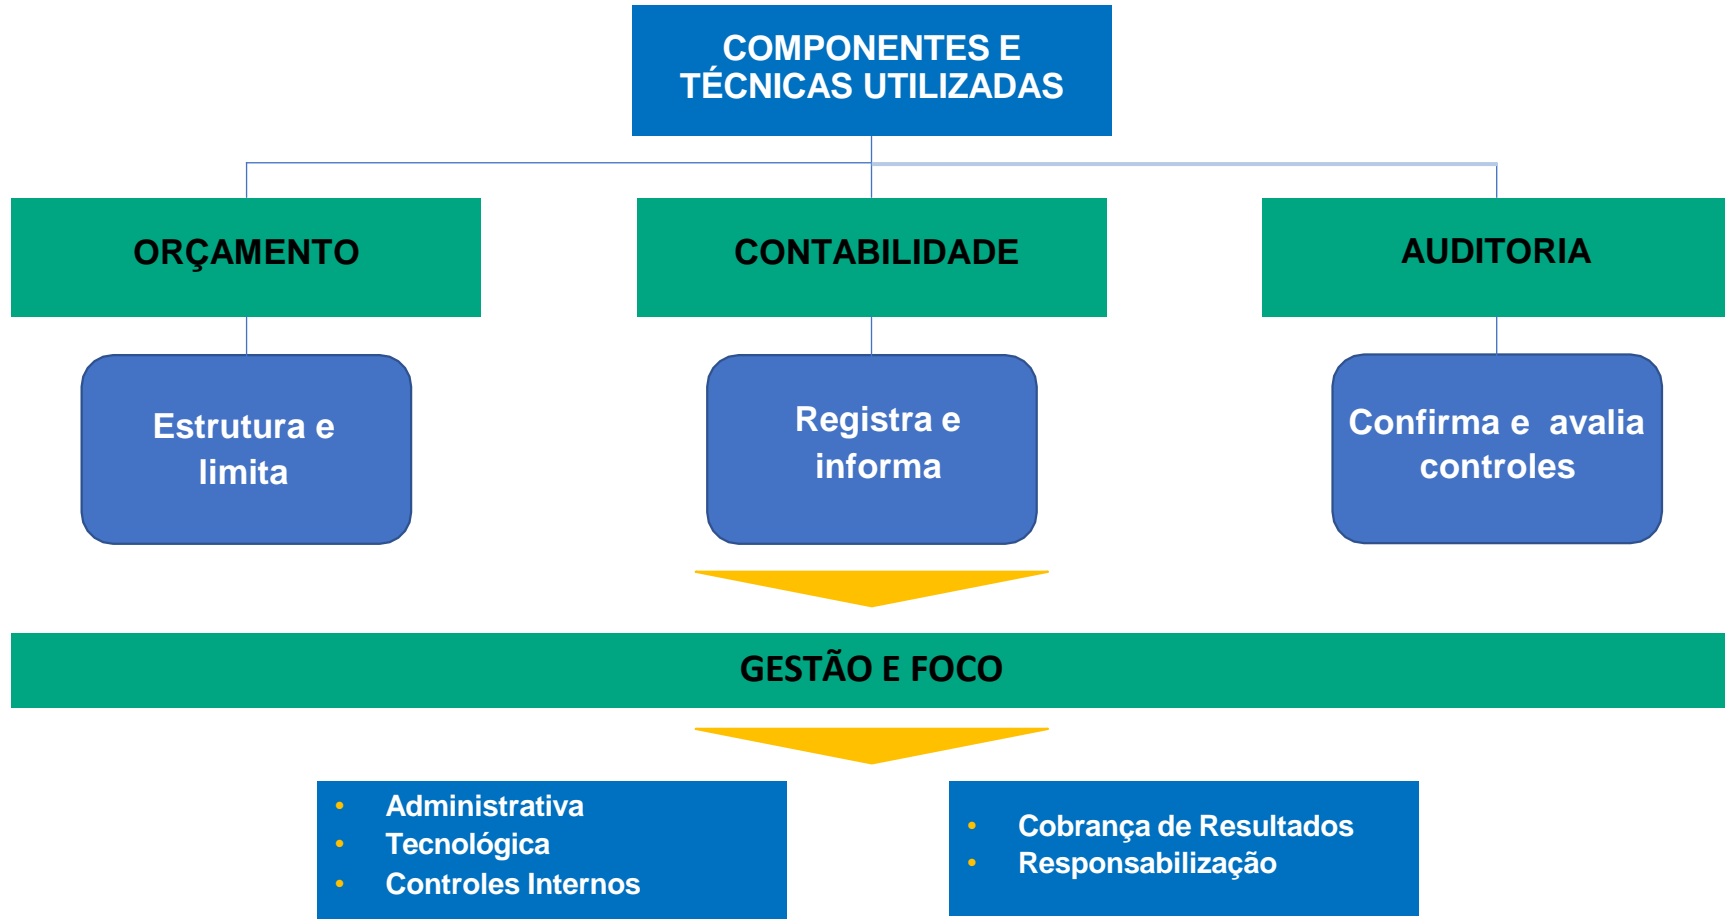 COMPONENTES E
TÉCNICAS UTILIZADAS
ORÇAMENTO
CONTABILIDADE
AUDITORIA
Estrutura e
limita
Registra e
informa
Confirma e avalia
controles
GESTÃO E FOCO
• Administrativa
• Tecnológica
• Controles Internos
• Cobrança de Resultados
• Responsabilização